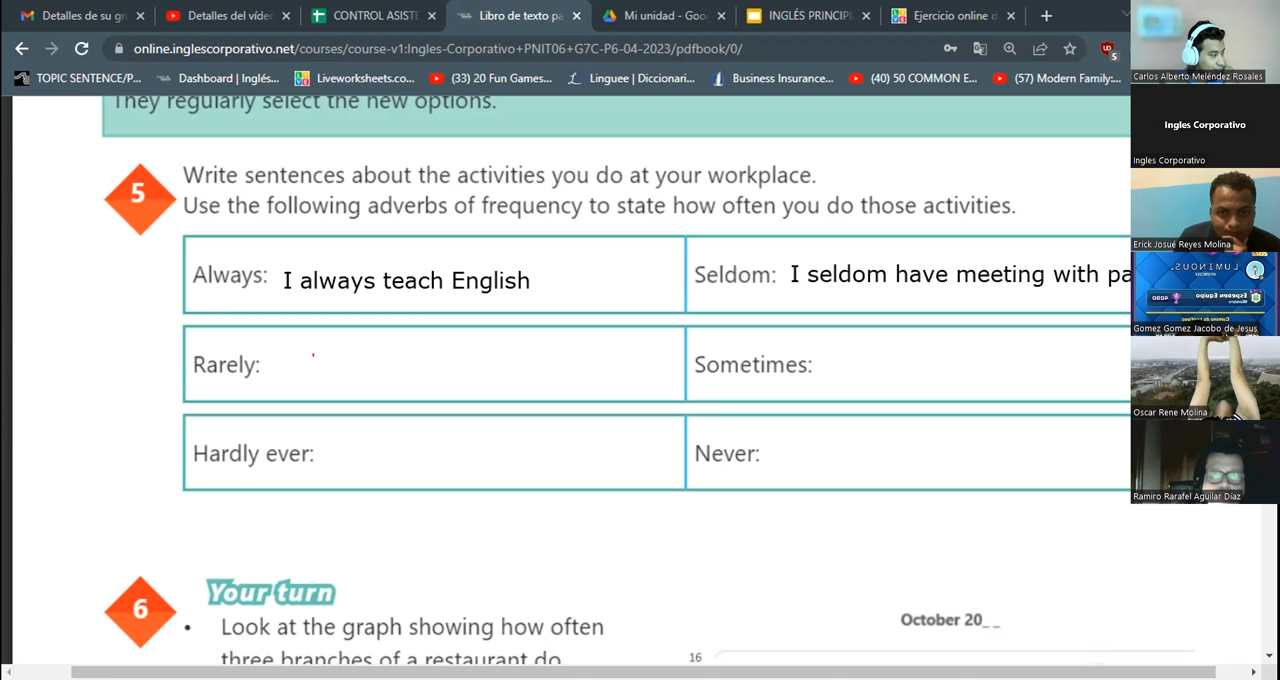 Detalles de su gr
Detalles del víde
CONTROL ASIST
Libro de texto pa
Mi unidad - Goo
INGLÉS PRINCIPI
Ejercicio online d
online.inglescorporativo.net/courses/course-v1:Ingles-Corporativo+PNIT06+G7C-P6-04-2023/pdfbook/0/
TOPIC SENTENCE/P...
Dashboard | Inglés...
Liveworksheets.co...
(33) 20 Fun Games...
Linguee | Diccionari...
Business Insurance...
(40) 50 COMMON E...
(57) Modern Family:...
They regularly select the new options.
5
Write sentences about the activities you do at your workplace.
Use the following adverbs of frequency to state how often you do those activities.
Always: I always teach English
Seldom: I seldom have meeting with pa
Rarely:
Sometimes:
Hardly ever:
Never:
6
Your turn
• Look at the graph showing how often
three branches of a restaurant do
October 20_ _
16
Carlos Alberto Meléndez Rosales
Ingles Corporativo
Ingles Corporativo
Erick Josué Reyes Molina
LUMINOUS.
Esperen Equipo
Gomez Gomez Jacobo de Jesus
Oscar Rene Molina
Ramiro Rarafel Aguilar Díaz